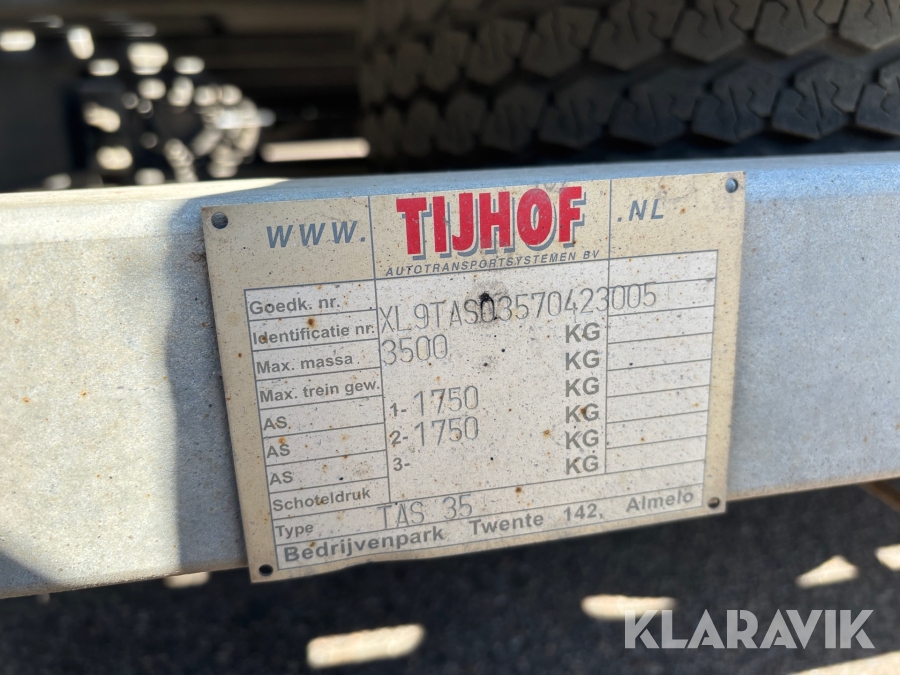 WWW. TIJHOF .NL
AUTOTRANSPORTSYSTEMEN BV
Goedk. nr.
Identificatie nr. XL9TAS03570423005
Max. massa 3500 KG
Max. trein gew. KG
AS 1- 1750 KG
AS 2- 1750 KG
AS 3- KG
Schoteldruk KG
Type TAS 35
Bedrijvenpark Twente 142, Almelo
KLARAVIK